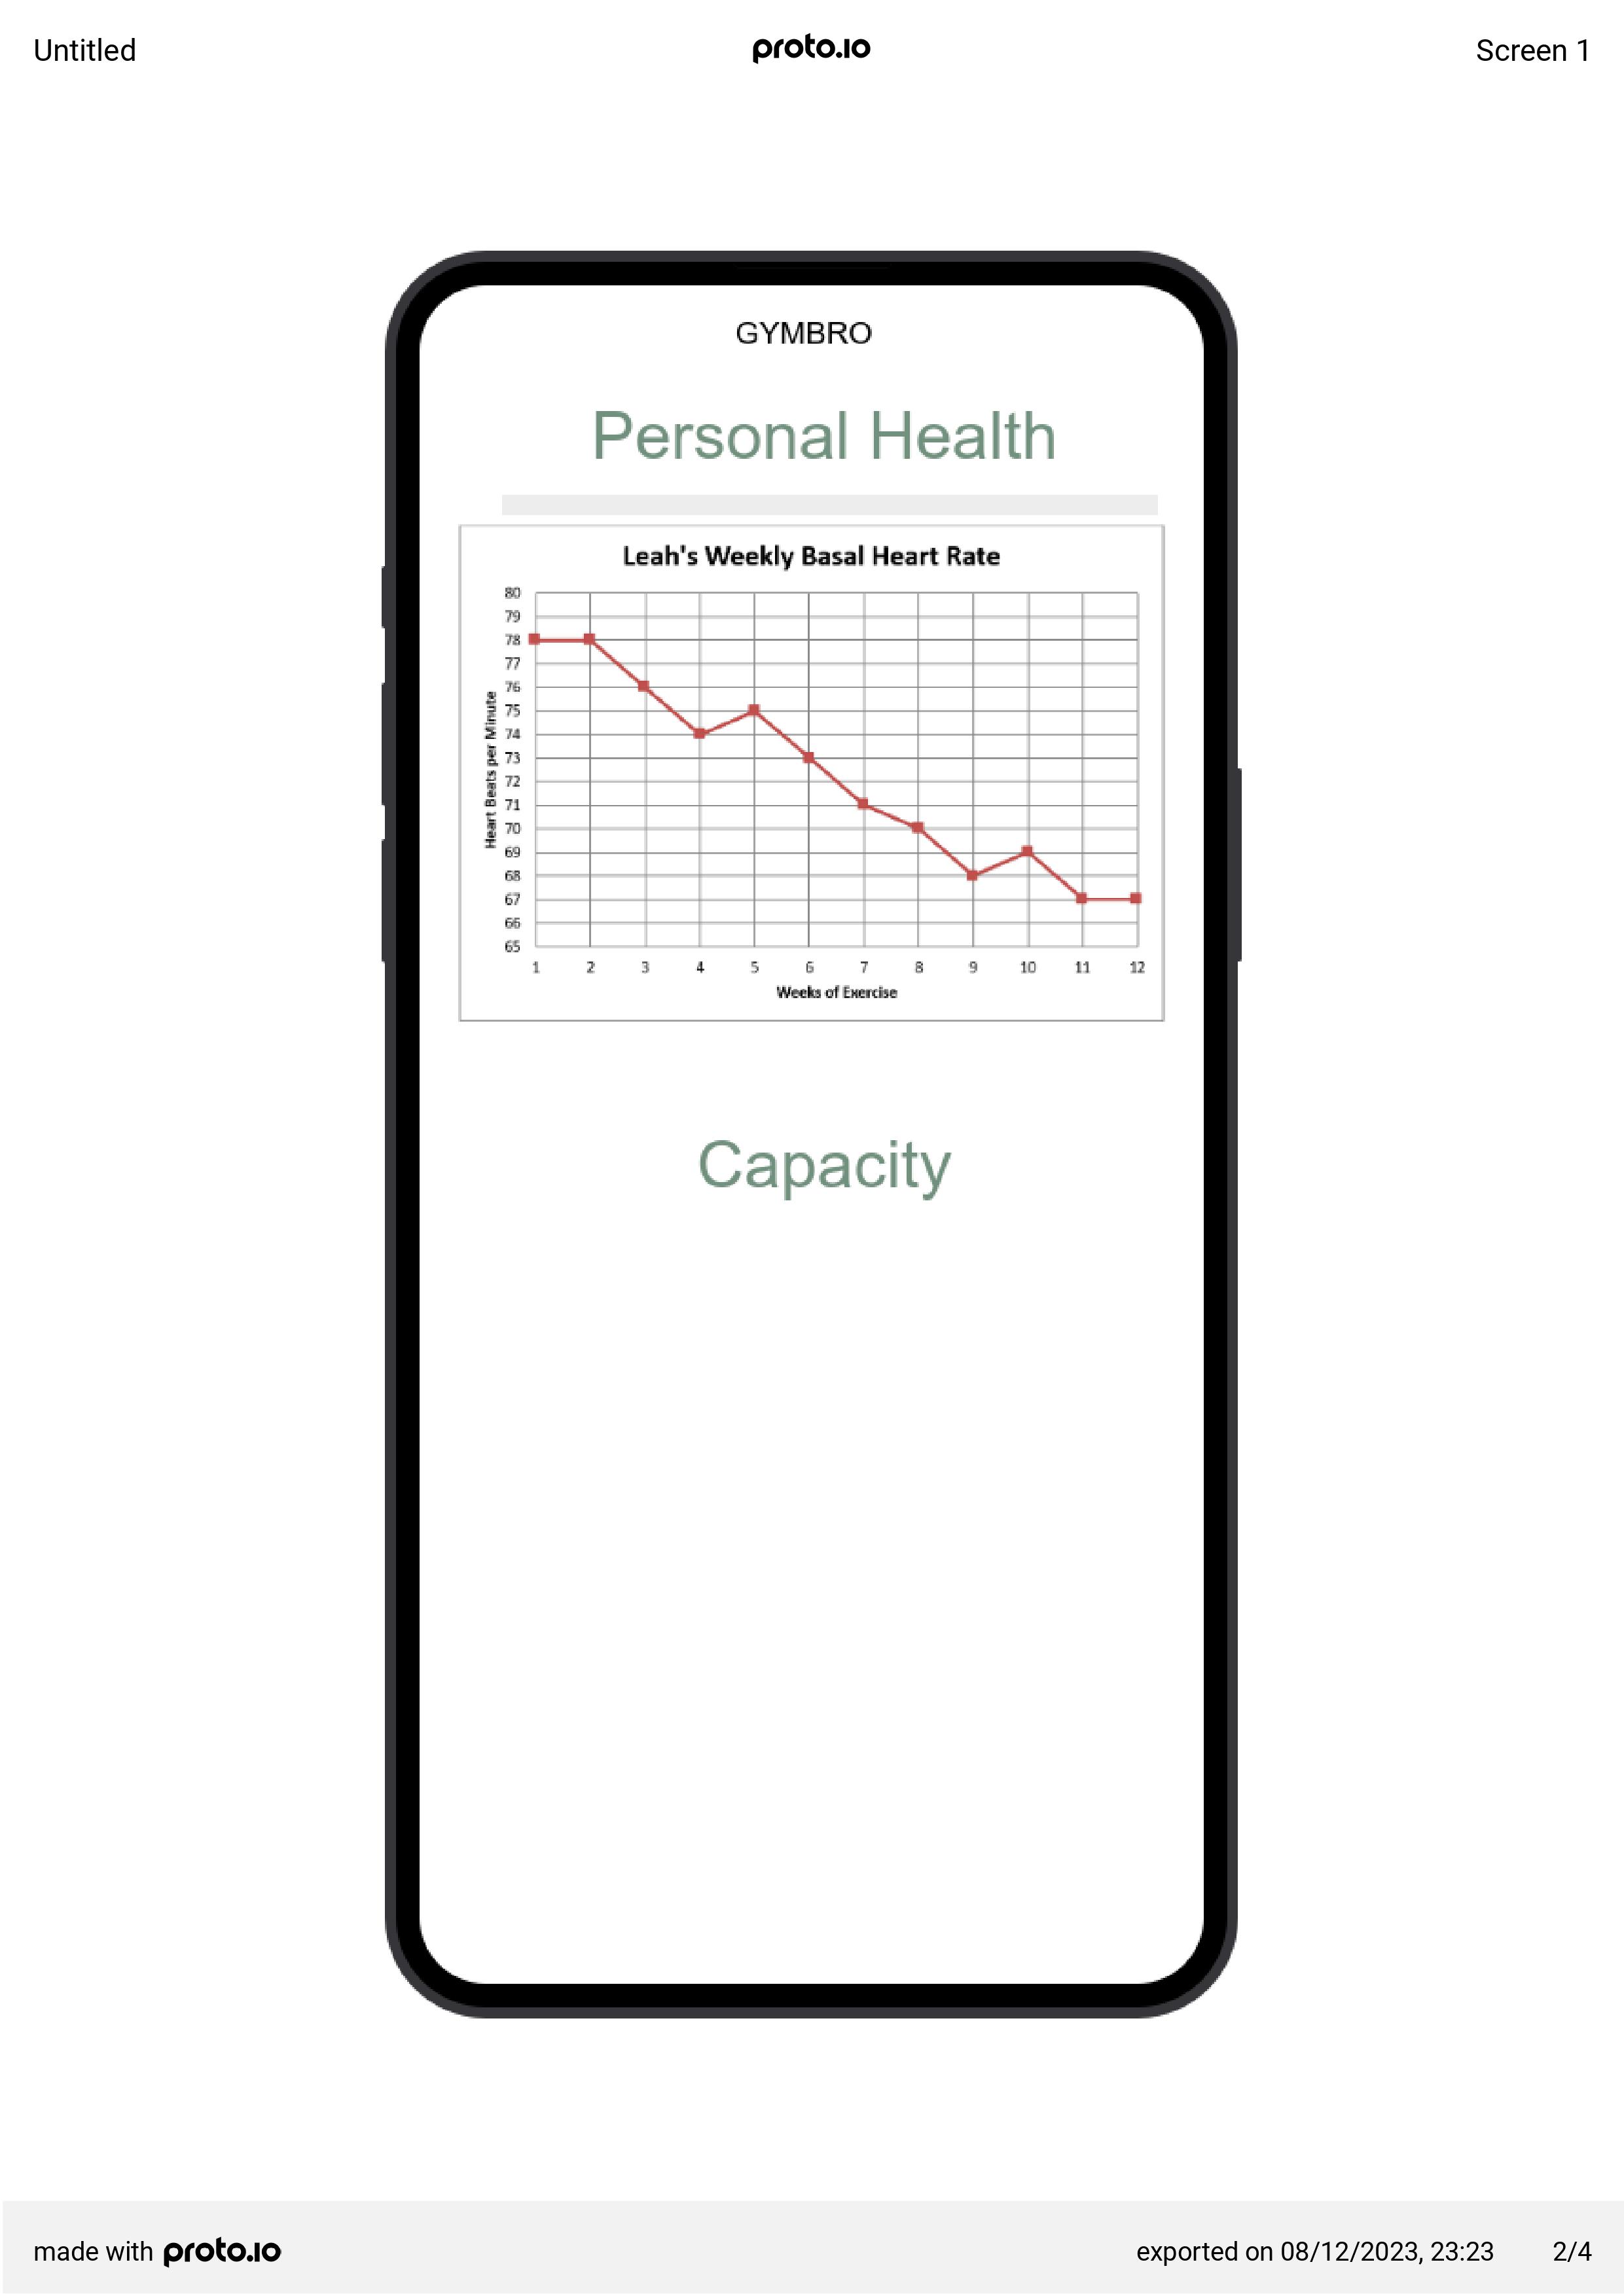 Untitled
proto.io
Screen 1
GYMBRO
Personal Health
Leah's Weekly Basal Heart Rate
80
79
78
77
76
75
74
73
72
71
70
69
68
67
66
65
Heart Beats per Minute
1 2 3 4 5 6 7 8 9 10 11 12
Weeks of Exercise
Capacity
made with proto.io
exported on 08/12/2023, 23:23
2/4